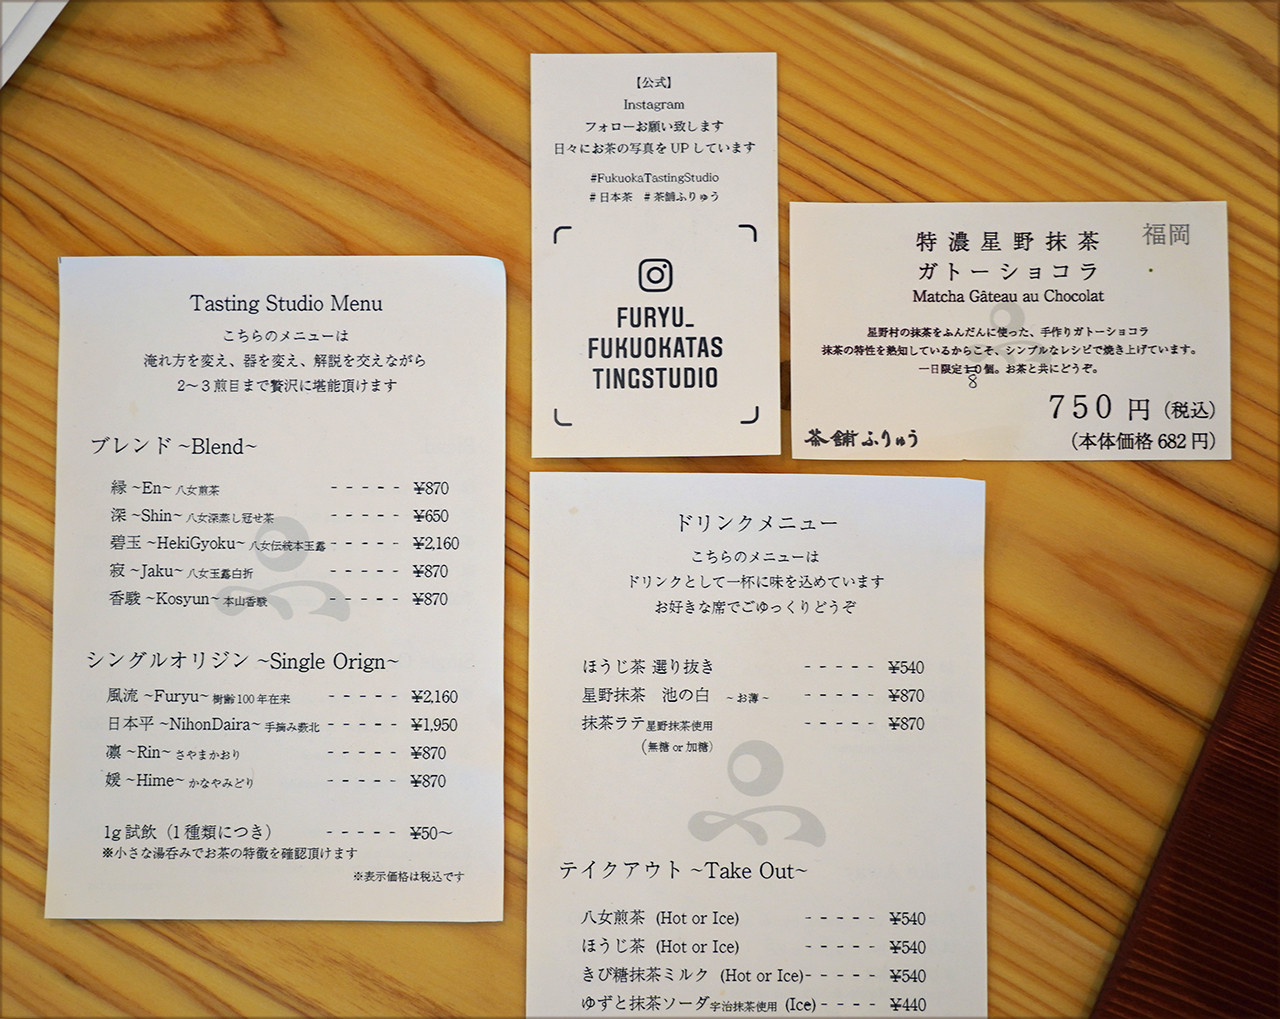 【公式】
Instagram
フォローお願い致します
日々にお茶の写真を UP しています
#FukuokaTastingStudio
# 日本茶 # 茶舗ふりゅう
FURYU_
FUKUOKATAS
TINGSTUDIO
特濃星野抹茶 福岡
ガトーショコラ
Matcha Gâteau au Chocolat
星野村の抹茶をふんだんに使った、手作りガトーショコラ
抹茶の特性を熟知しているからこそ、シンプルなレシピで焼き上げています。
一日限定10個。お茶と共にどうぞ。
8
750 円 (税込)
茶舗ふりゅう (本体価格 682 円)
Tasting Studio Menu
こちらのメニューは
淹れ方を変え、器を変え、解説を交えながら
2〜3 煎目まで贅沢に堪能頂けます
ブレンド ~Blend~
縁 ~En~ 八女煎茶 - - - - - ¥870
深 ~Shin~ 八女深蒸し冠せ茶 - - - - - ¥650
碧玉 ~HekiGyoku~ 八女伝統本玉露 - - - - - ¥2,160
寂 ~Jaku~ 八女玉露白折 - - - - - ¥870
香駿 ~Kosyun~ 本山香駿 - - - - - ¥870
シングルオリジン ~Single Orign~
風流 ~Furyu~ 樹齢 100 年在来 - - - - - ¥2,160
日本平 ~NihonDaira~ 手摘み薮北 - - - - - ¥1,950
凛 ~Rin~ さやまかおり - - - - - ¥870
媛 ~Hime~ かなやみどり - - - - - ¥870
1g 試飲（1 種類につき） - - - - - ¥50〜
※小さな湯呑みでお茶の特徴を確認頂けます
※表示価格は税込です
ドリンクメニュー
こちらのメニューは
ドリンクとして一杯に味を込めています
お好きな席でごゆっくりどうぞ
ほうじ茶 選り抜き - - - - - ¥540
星野抹茶 池の白 ~ お薄 ~ - - - - - ¥870
抹茶ラテ星野抹茶使用 - - - - - ¥870
（無糖 or 加糖）
テイクアウト ~Take Out~
八女煎茶 (Hot or Ice) - - - - - ¥540
ほうじ茶 (Hot or Ice) - - - - - ¥540
きび糖抹茶ミルク (Hot or Ice)- - - - - ¥540
ゆずと抹茶ソーダ宇治抹茶使用 (Ice)- - - - ¥440